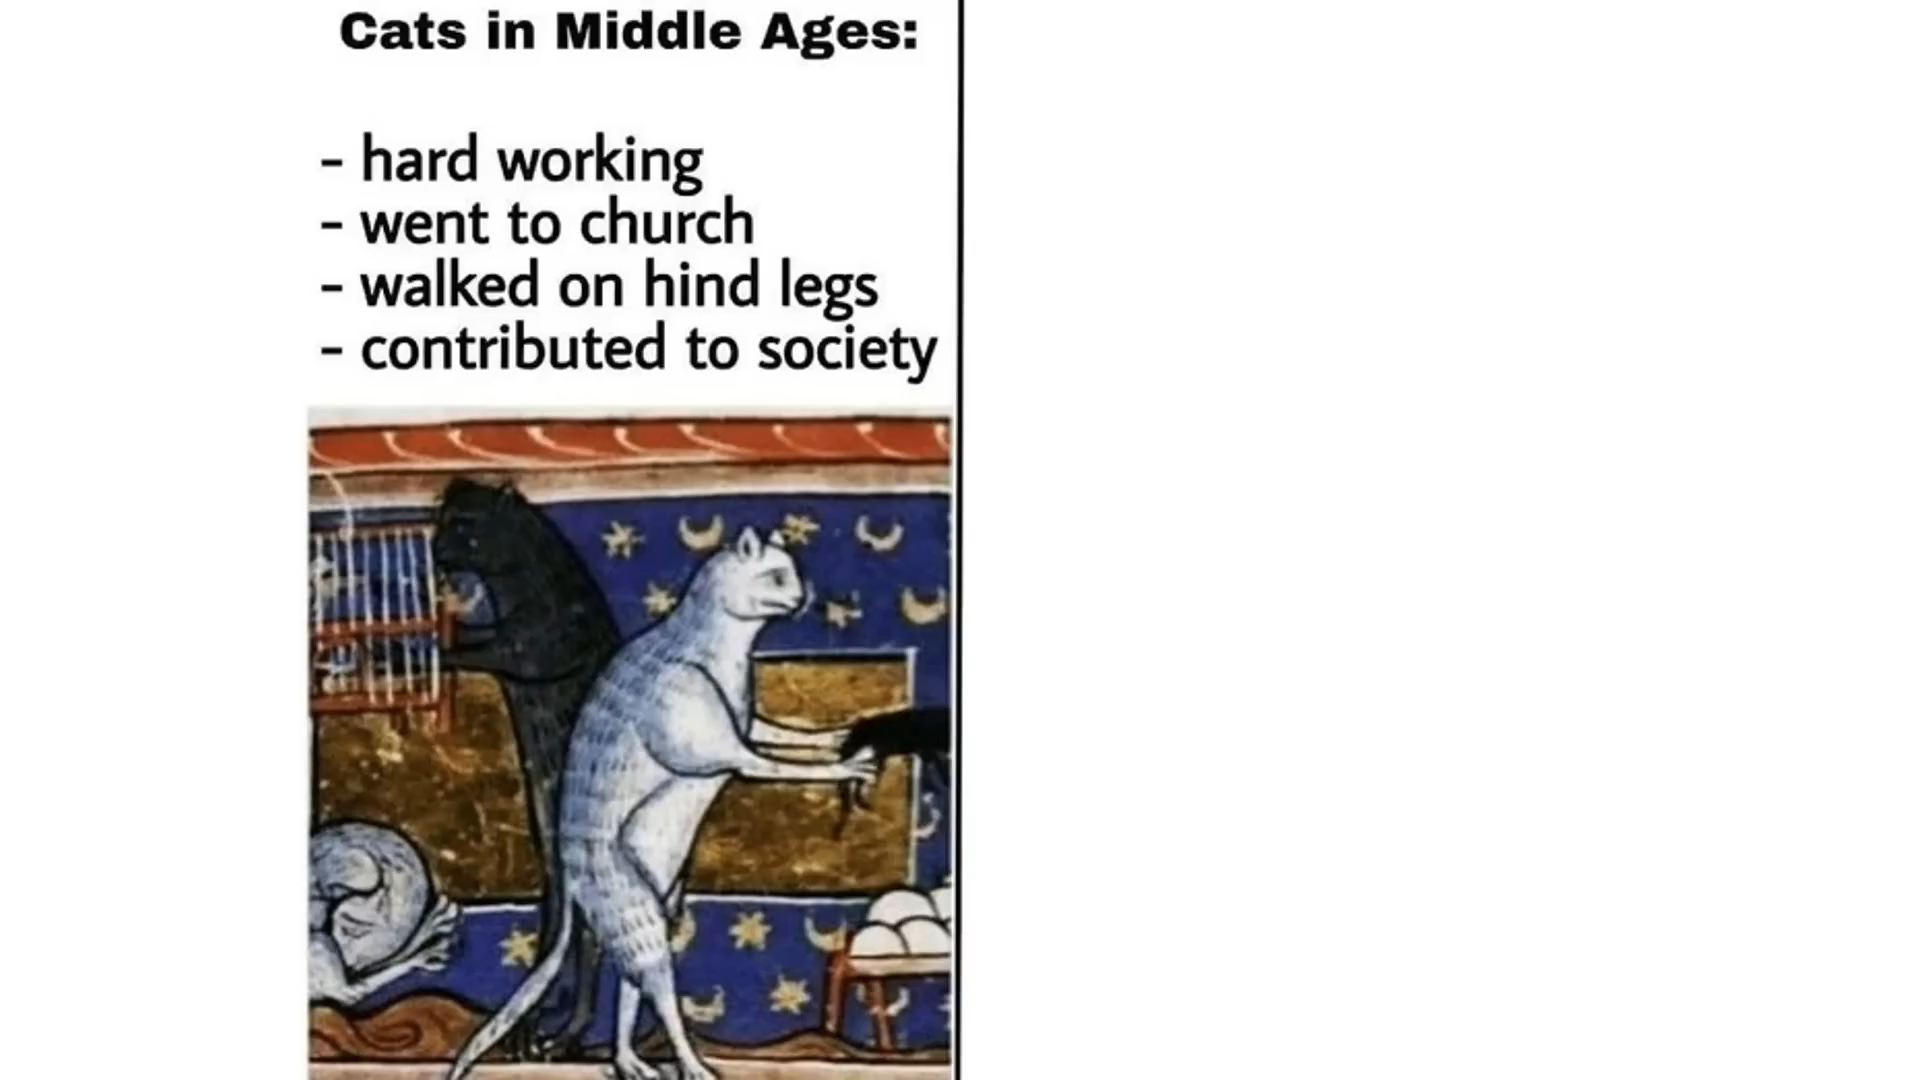 Cats in Middle Ages:
- hard working
- went to church
- walked on hind legs
- contributed to society